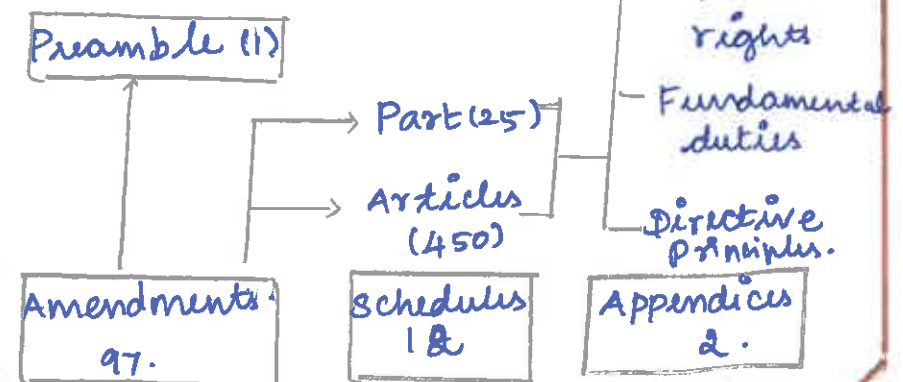 Preamble (1)
rights
Part (25)
Fundamental
duties
Articles
(450)
Directive
Principles.
Amendments.
97.
Schedules
12
Appendices
2.